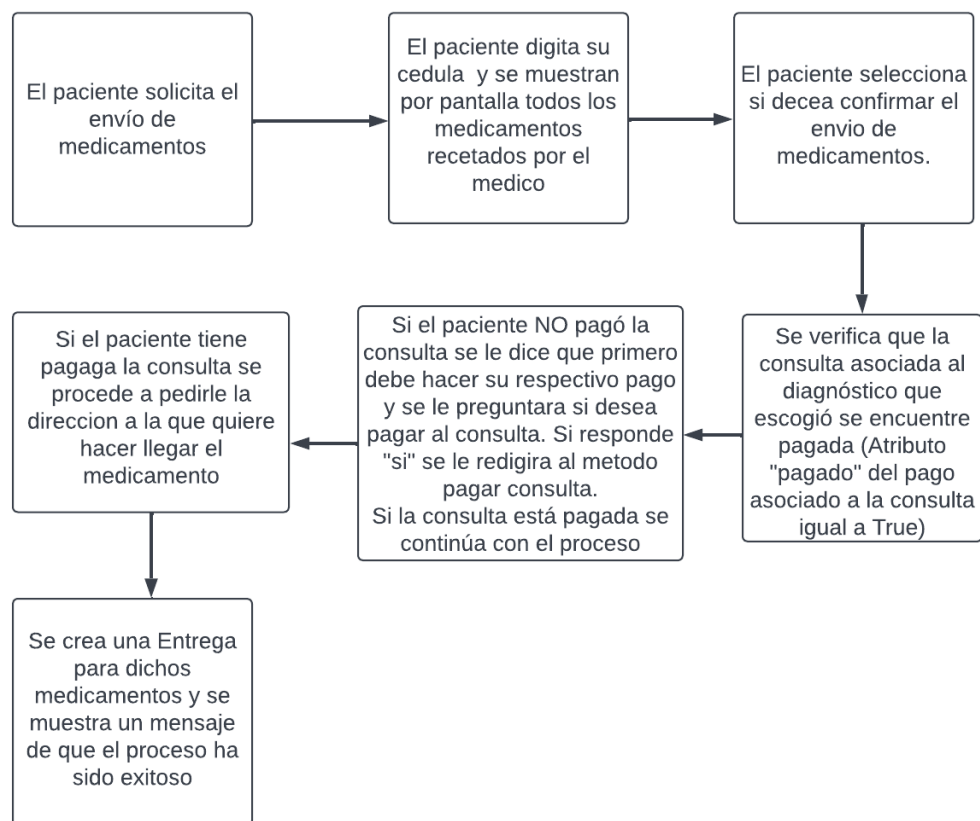 El paciente solicita el
envío de
medicamentos
El paciente digita su
cedula y se muestran
por pantalla todos los
medicamentos
recetados por el
medico
El paciente selecciona
si decea confirmar el
envio de
medicamentos.
Se verifica que la
consulta asociada al
diagnóstico que
escogió se encuentre
pagada (Atributo
"pagado" del pago
asociado a la consulta
igual a True)
Si el paciente NO pagó la
consulta se le dice que primero
debe hacer su respectivo pago
y se le preguntara si desea
pagar al consulta. Si responde
"si" se le redigira al metodo
pagar consulta.
Si la consulta está pagada se
continúa con el proceso
Si el paciente tiene
pagaga la consulta se
procede a pedirle la
direccion a la que quiere
hacer llegar el
medicamento
Se crea una Entrega
para dichos
medicamentos y se
muestra un mensaje
de que el proceso ha
sido exitoso